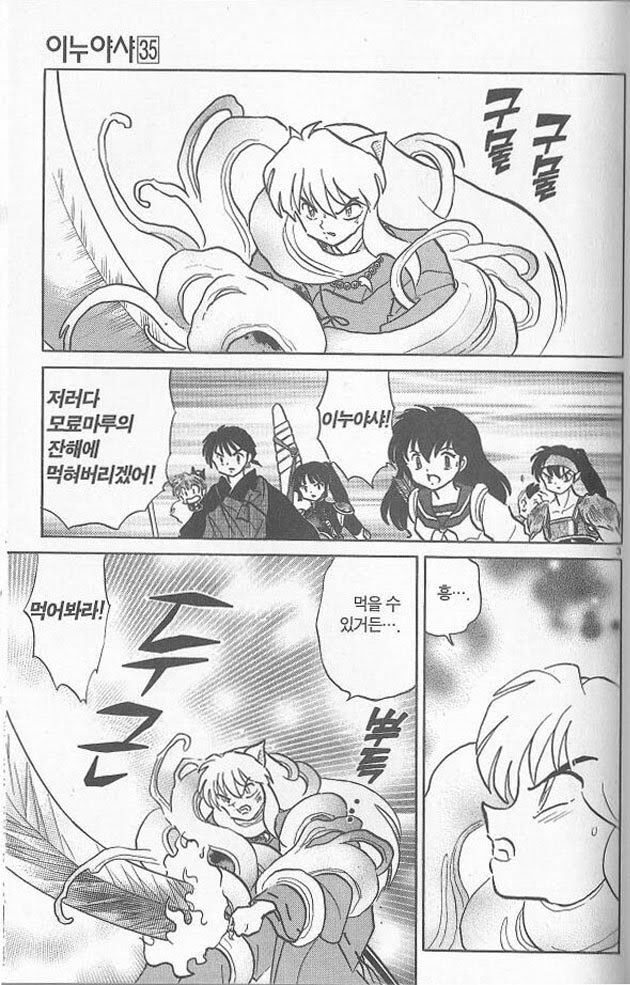 이누야샤 35
구물
구물
이누야샤!
저러다
모료마루의
잔해에
먹혀버리겠어!
흥….
먹을 수
있거든….
뿌득
두근
먹어봐라!